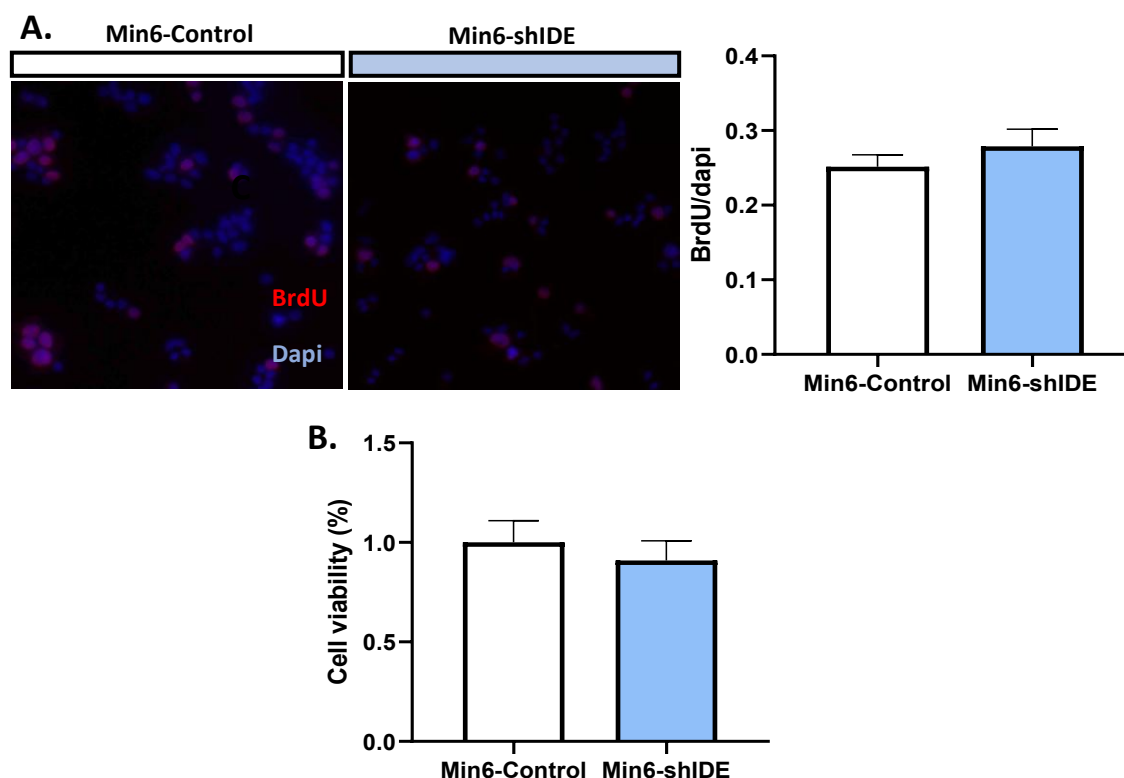 A.
Min6-Control
Min6-shIDE
C
BrdU
Dapi
BrdU/dapi
0.4
0.3
0.2
0.1
0.0
Min6-Control Min6-shIDE
B.
Cell viability (%)
1.5
1.0
0.5
0.0
Min6-Control Min6-shIDE